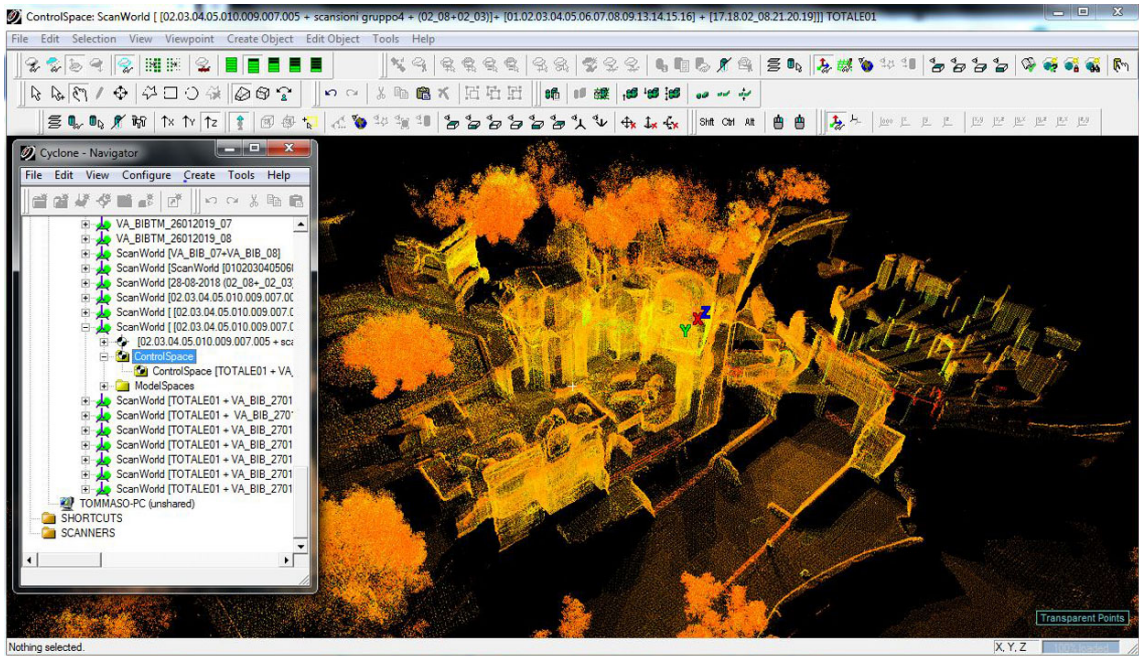 ControlSpace: ScanWorld [ [02.03.04.05.010.009.007.005 + scansioni gruppo4 + (02_08+02_03)]+ [01.02.03.04.05.06.07.08.09.13.14.15.16] + [17.18.02_08.21.20.19]]] TOTALE01
File Edit Selection View Viewpoint Create Object Edit Object Tools Help
Shft Ctrl Alt
Cyclone - Navigator
File Edit View Configure Create Tools Help
VA_BIBTM_26012019_07
VA_BIBTM_26012019_08
ScanWorld [VA_BIB_07+VA_BIB_08]
ScanWorld [ScanWorld [0102030405060
ScanWorld [28-08-2018 (02_08+_02_03)
ScanWorld [02.03.04.05.010.009.007.00
ScanWorld [ [02.03.04.05.010.009.007.0
ScanWorld [ [02.03.04.05.010.009.007.0
[02.03.04.05.010.009.007.005 + sca
ControlSpace
ControlSpace [TOTALE01 + VA_
ModelSpaces
ScanWorld [TOTALE01 + VA_BIB_2701
ScanWorld [TOTALE01 + VA_BIB_270
ScanWorld [TOTALE01 + VA_BIB_2701
ScanWorld [TOTALE01 + VA_BIB_2701
ScanWorld [TOTALE01 + VA_BIB_2701
ScanWorld [TOTALE01 + VA_BIB_2701
ScanWorld [TOTALE01 + VA_BIB_2701
TOMMASO-PC (unshared)
SHORTCUTS
SCANNERS
Z
X
Y
Transparent Points
Nothing selected.
X, Y, Z
100% loaded